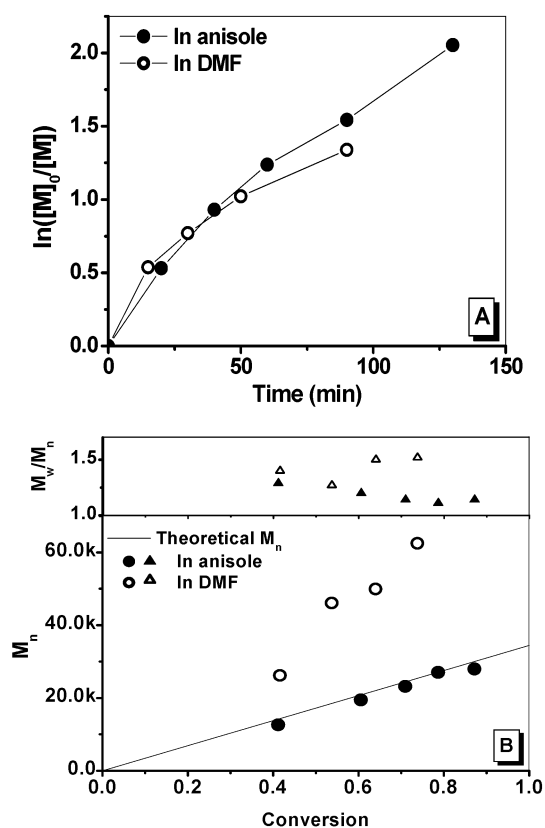 In anisole
In DMF
2.0
1.5
1.0
0.5
0.0
ln([M]0/[M])
A
0 50 100 150
Time (min)
Mw/Mn
1.5
1.0
Theoretical Mn
In anisole
In DMF
60.0k
40.0k
20.0k
0.0
Mn
B
0.0 0.2 0.4 0.6 0.8 1.0
Conversion